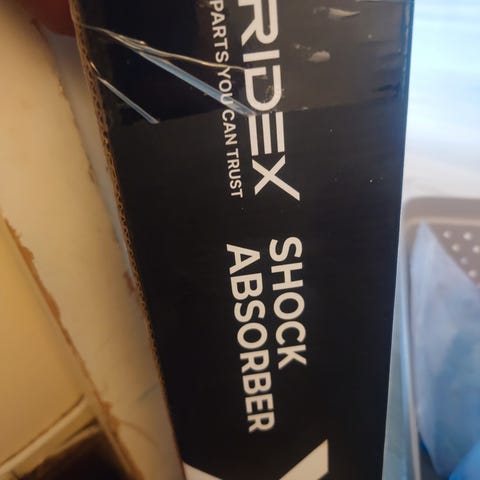 RIDEX
PARTS YOU CAN TRUST
SHOCK
ABSORBER